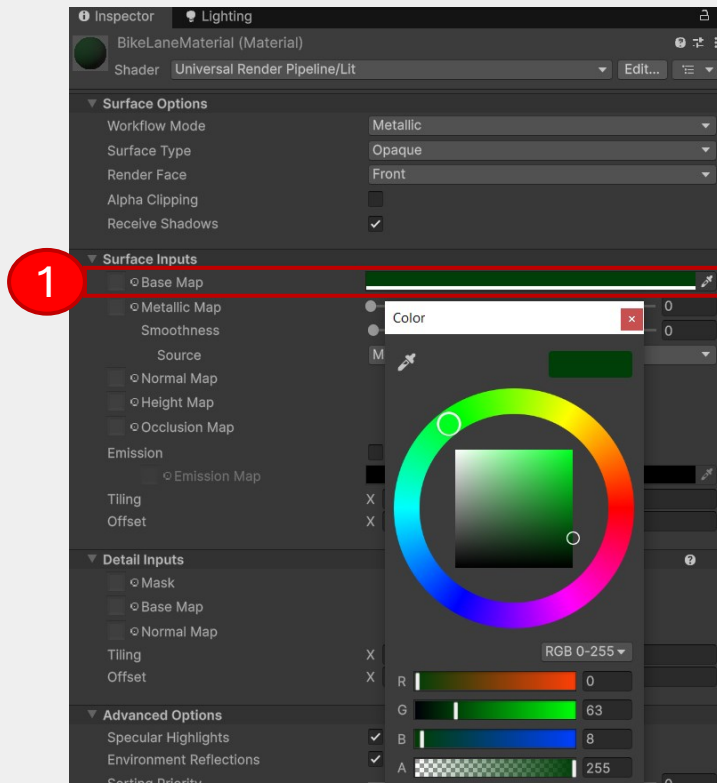 Inspector Lighting
BikeLaneMaterial (Material)
Shader Universal Render Pipeline/Lit Edit...
Surface Options
Workflow Mode Metallic
Surface Type Opaque
Render Face Front
Alpha Clipping
Receive Shadows
Surface Inputs
1 Base Map
Metallic Map 0
Smoothness 0
Source M
Normal Map
Height Map
Occlusion Map
Emission
Emission Map
Tiling X
Offset X
Color
Detail Inputs
Mask
Base Map
Normal Map
Tiling X
Offset X
RGB 0-255
R 0
G 63
B 8
A 255
Advanced Options
Specular Highlights
Environment Reflections
Sorting Priority 0